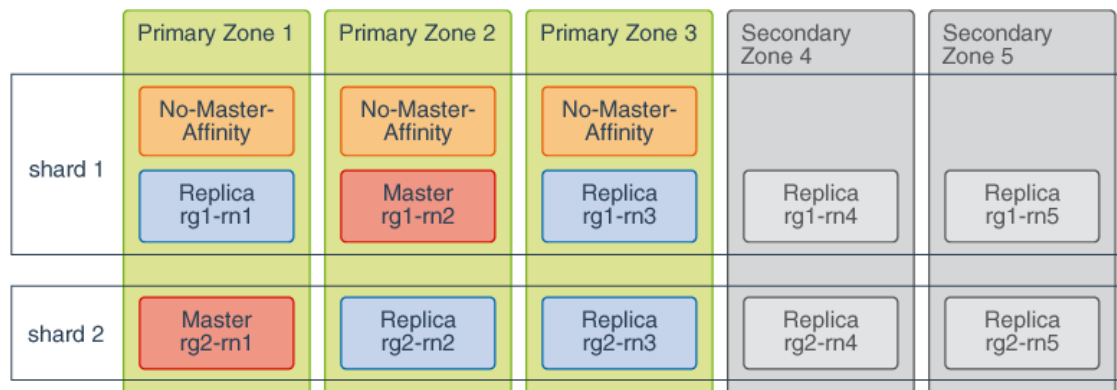 Primary Zone 1
Primary Zone 2
Primary Zone 3
Secondary
Zone 4
Secondary
Zone 5
shard 1
No-Master-
Affinity
No-Master-
Affinity
No-Master-
Affinity
Replica
rg1-rn1
Master
rg1-rn2
Replica
rg1-rn3
Replica
rg1-rn4
Replica
rg1-rn5
shard 2
Master
rg2-rn1
Replica
rg2-rn2
Replica
rg2-rn3
Replica
rg2-rn4
Replica
rg2-rn5